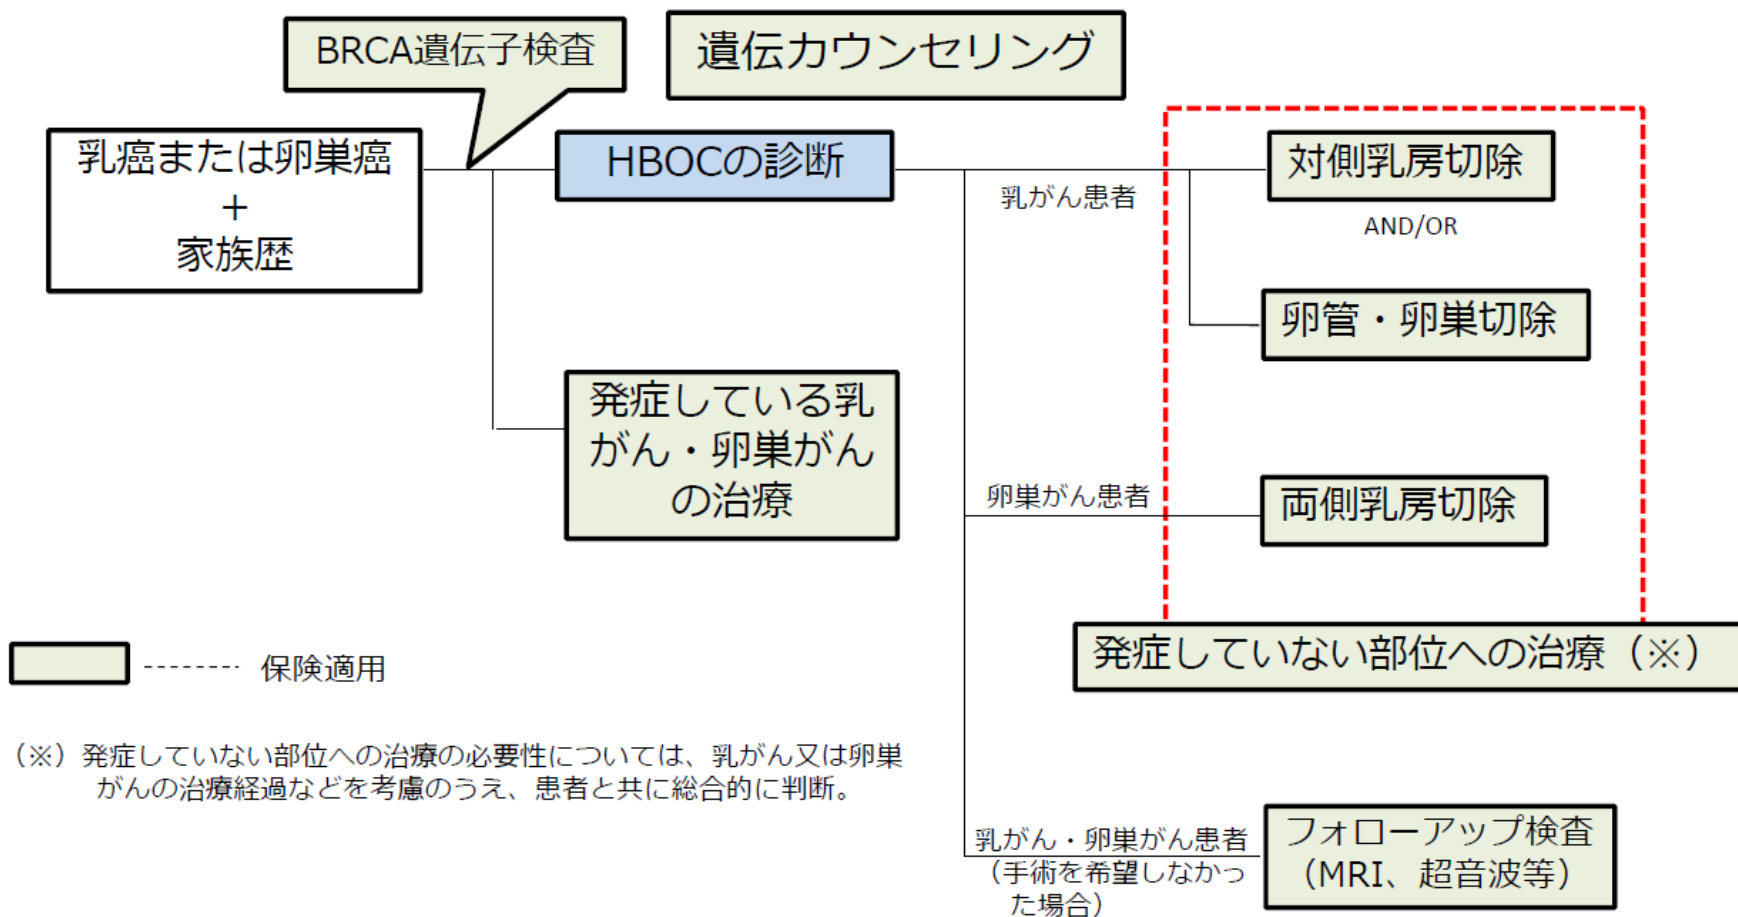 BRCA遺伝子検査
遺伝カウンセリング
乳癌または卵巣癌
+
家族歴
HBOCの診断
乳がん患者
対側乳房切除
AND/OR
卵管・卵巣切除
発症している乳
がん・卵巣がん
の治療
卵巣がん患者
両側乳房切除
発症していない部位への治療（※）
保険適用
（※）発症していない部位への治療の必要性については、乳がん又は卵巣
がんの治療経過などを考慮のうえ、患者と共に総合的に判断。
乳がん・卵巣がん患者
（手術を希望しなかっ
た場合）
フォローアップ検査
（MRI、超音波等）